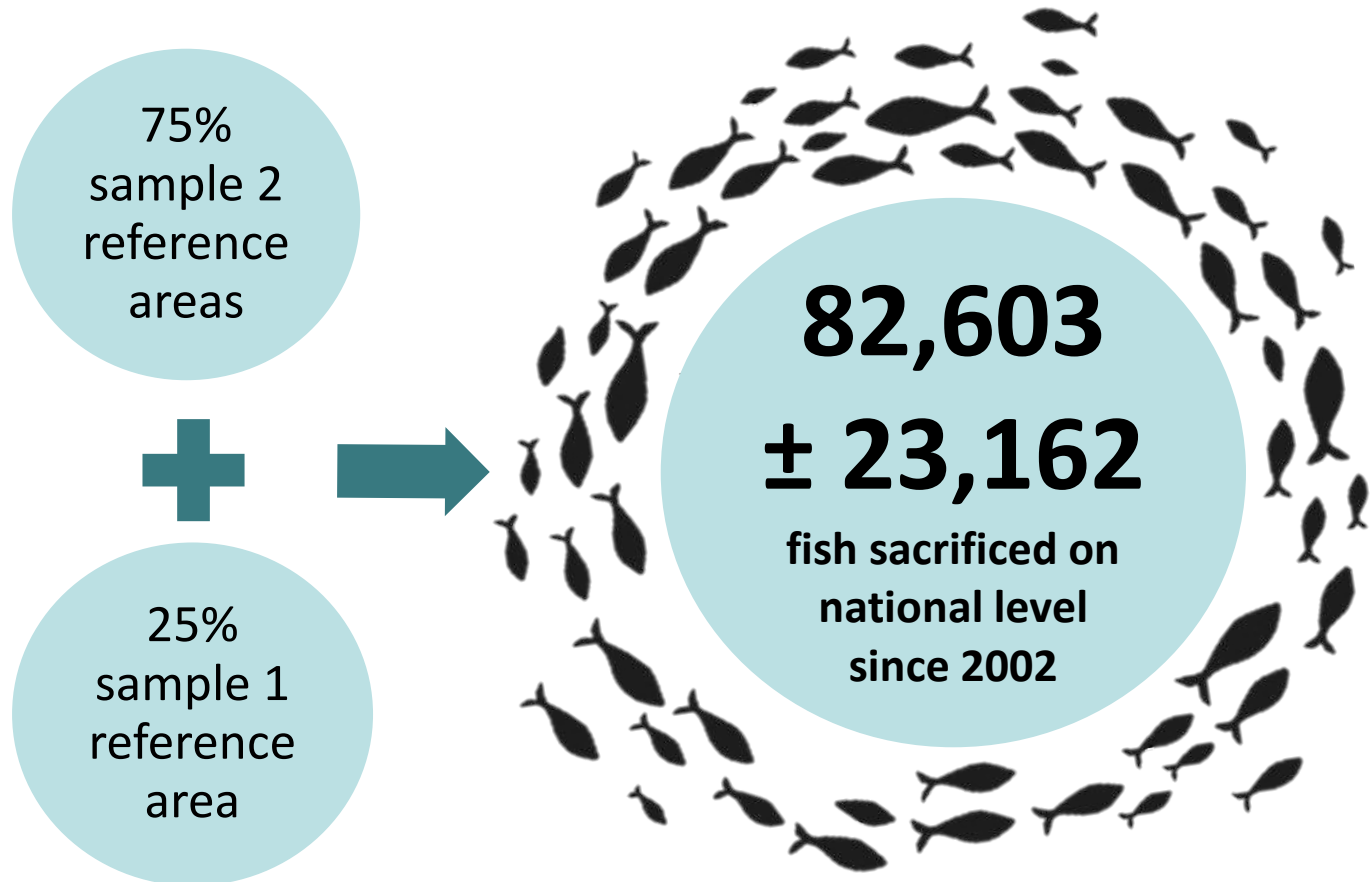 75%
sample 2
reference
areas
25%
sample 1
reference
area
82,603
± 23,162
fish sacrificed on
national level
since 2002